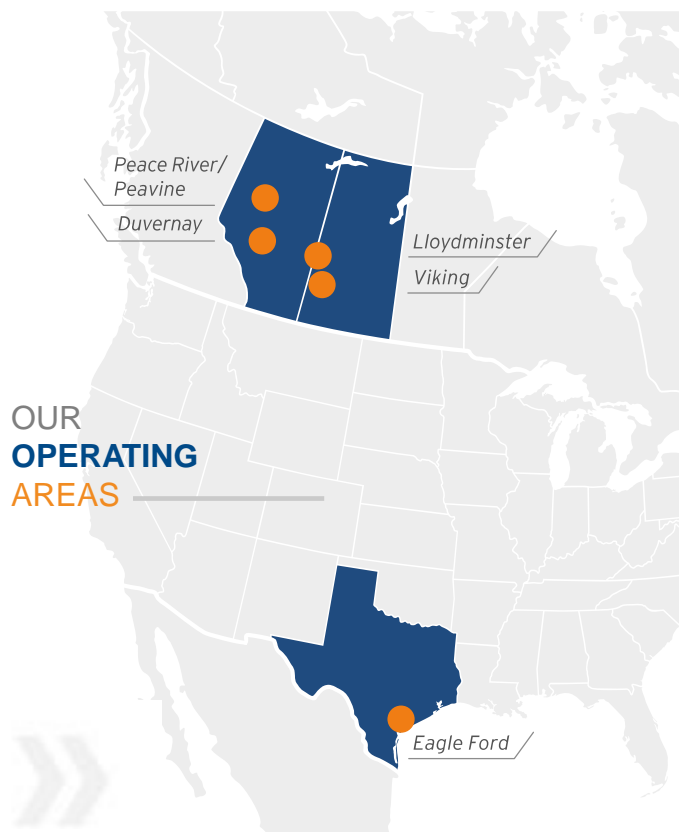 Peace River/
Peavine
Duvernay
Lloydminster
Viking
OUR
OPERATING
AREAS
Eagle Ford